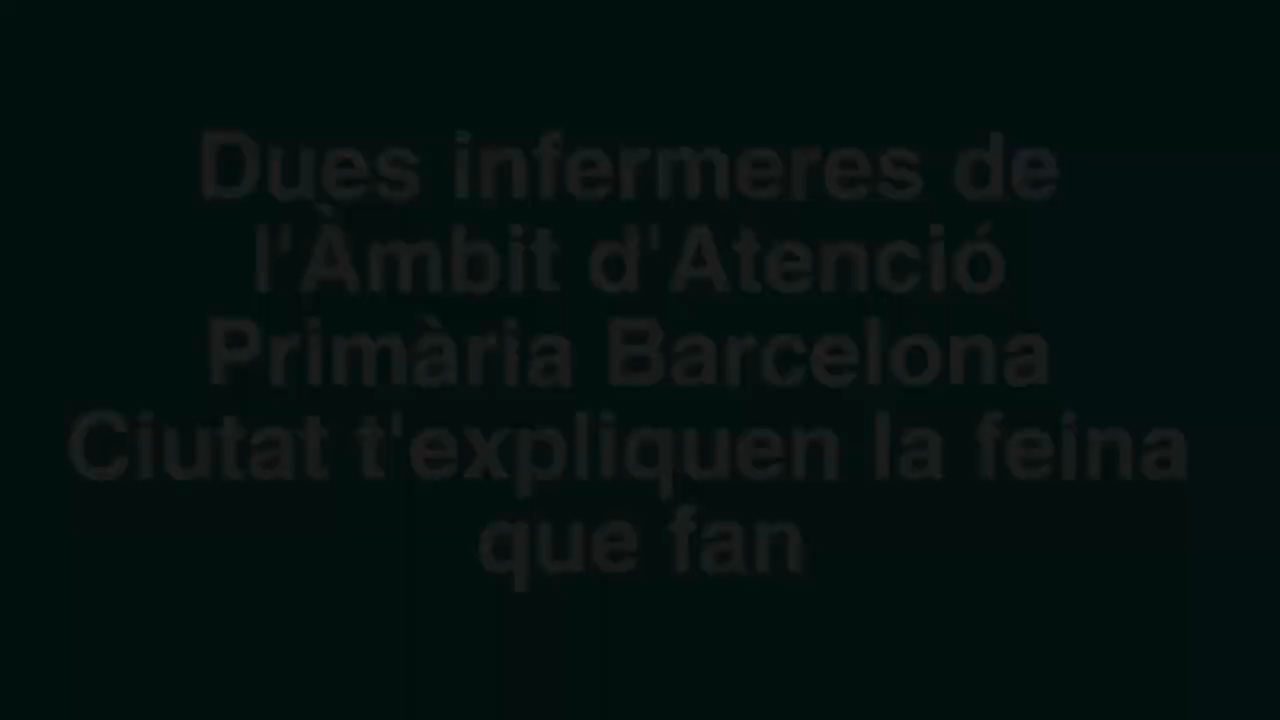 Dues infermeres de
l'Àmbit d'Atenció
Primària Barcelona
Ciutat t'expliquen la feina
que fan